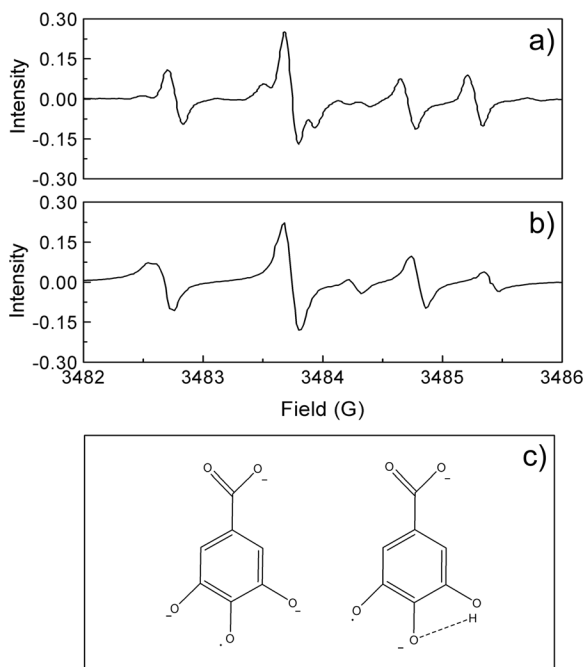 0.30
0.15
0.00
-0.15
-0.30
Intensity
a)
0.30
0.15
0.00
-0.15
-0.30
Intensity
b)
3482 3483 3484 3485 3486
Field (G)
c)
O O −
O − O −
O ·
O O −
O · O H
O −